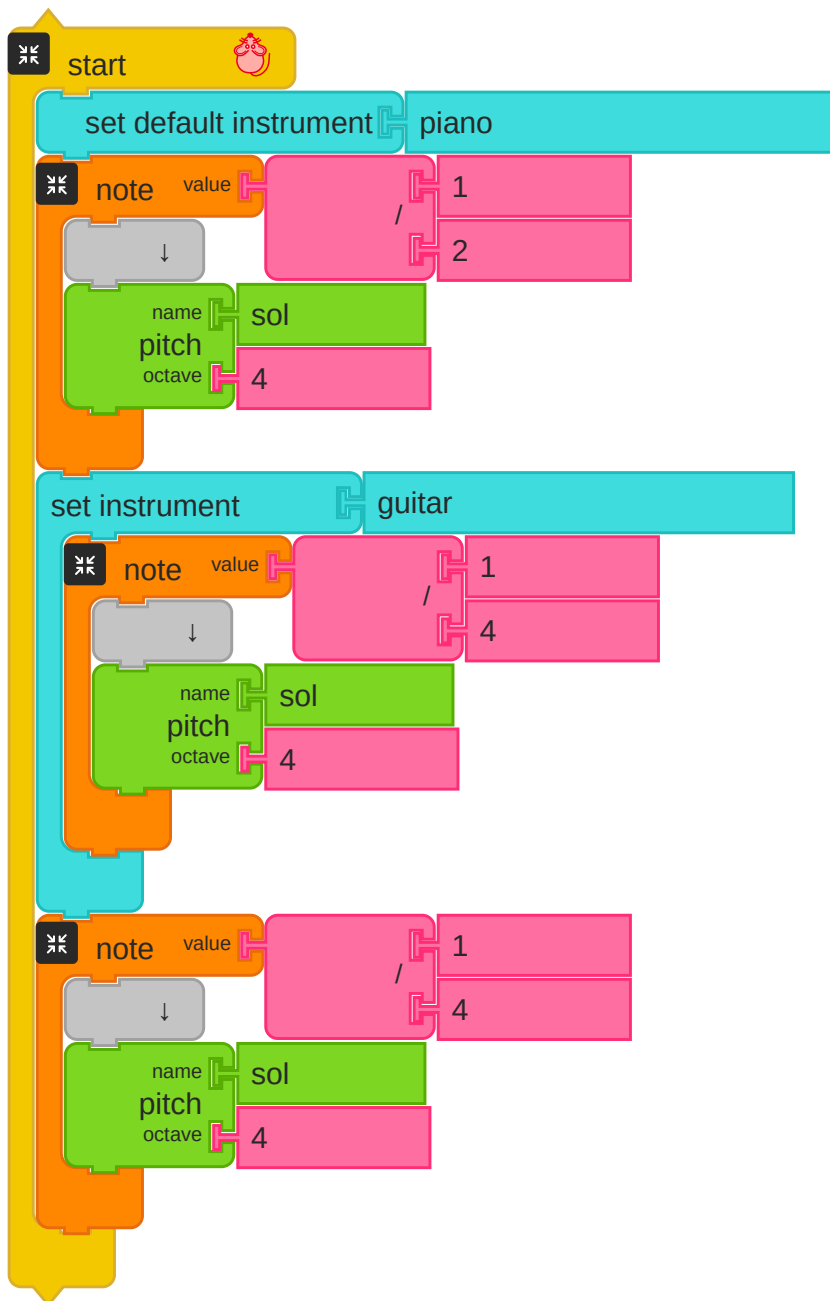 start
set default instrument piano
note value / 1
2
↓
name sol
pitch
octave 4
set instrument guitar
note value / 1
4
↓
name sol
pitch
octave 4
note value / 1
4
↓
name sol
pitch
octave 4